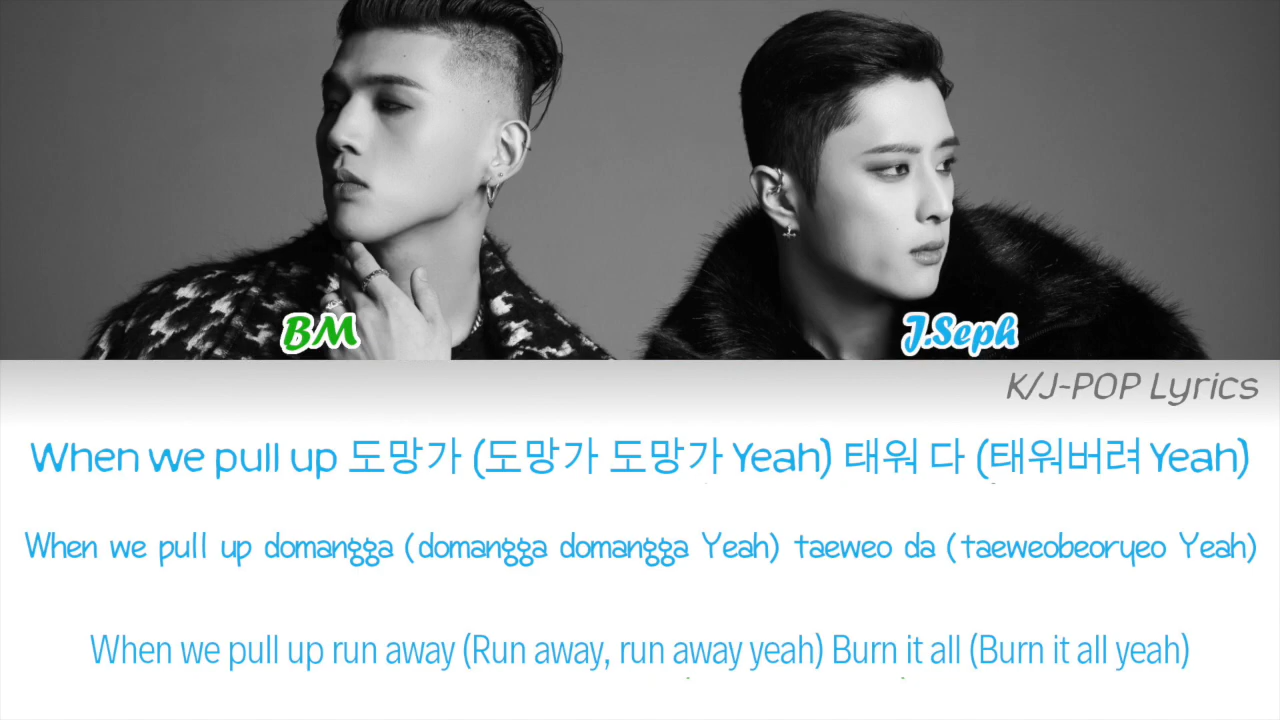 BM
J.Seph
K/J-POP Lyrics
When we pull up 도망가 (도망가 도망가 Yeah) 태워 다 (태워버려 Yeah)
When we pull up domangga (domangga domangga Yeah) taeweo da (taeweobeoryeo Yeah)
When we pull up run away (Run away, run away yeah) Burn it all (Burn it all yeah)